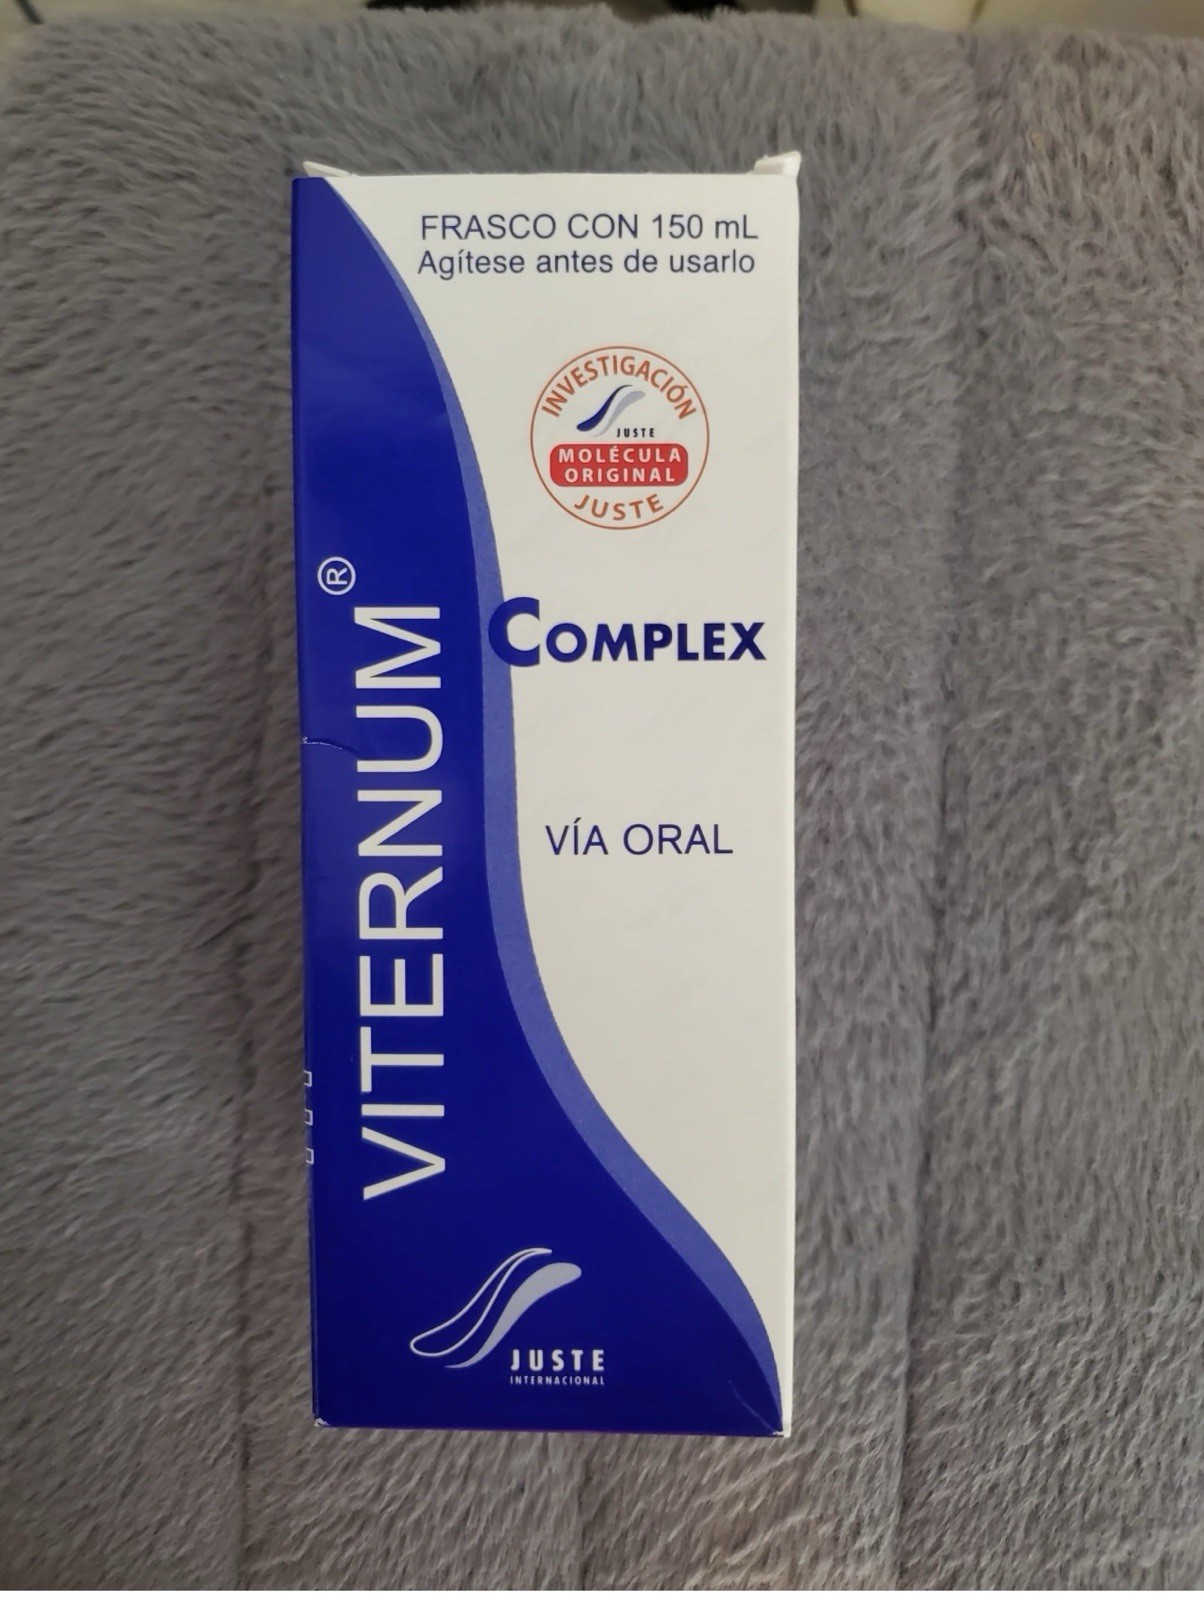 FRASCO CON 150 mL
Agítese antes de usarlo
INVESTIGACIÓN
JUSTE
MOLÉCULA
ORIGINAL
JUSTE
VITERNUM®
COMPLEX
VÍA ORAL
JUSTE
INTERNACIONAL